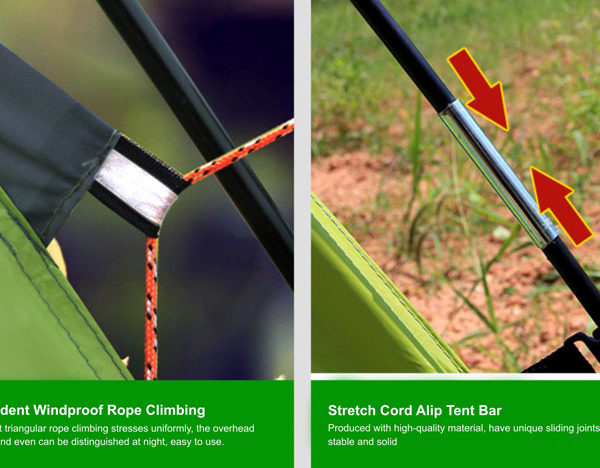 dent Windproof Rope Climbing
t triangular rope climbing stresses uniformly, the overhead
nd even can be distinguished at night, easy to use.
Stretch Cord Alip Tent Bar
Produced with high-quality material, have unique sliding joints
stable and solid